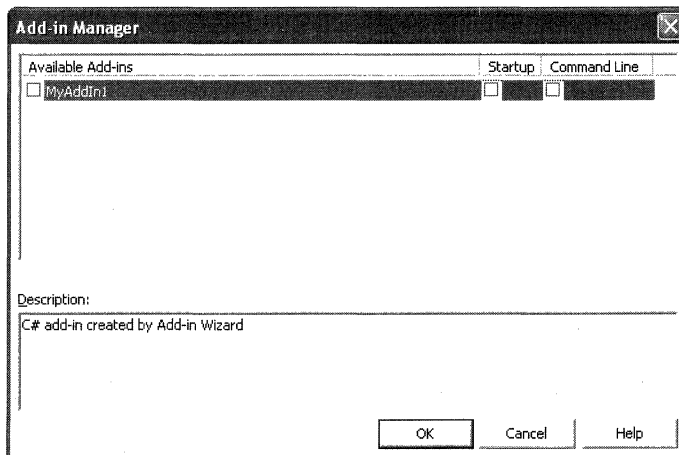 Add-in Manager
Available Add-ins Startup Command Line
MyAddIn1
Description:
C# add-in created by Add-in Wizard
OK Cancel Help